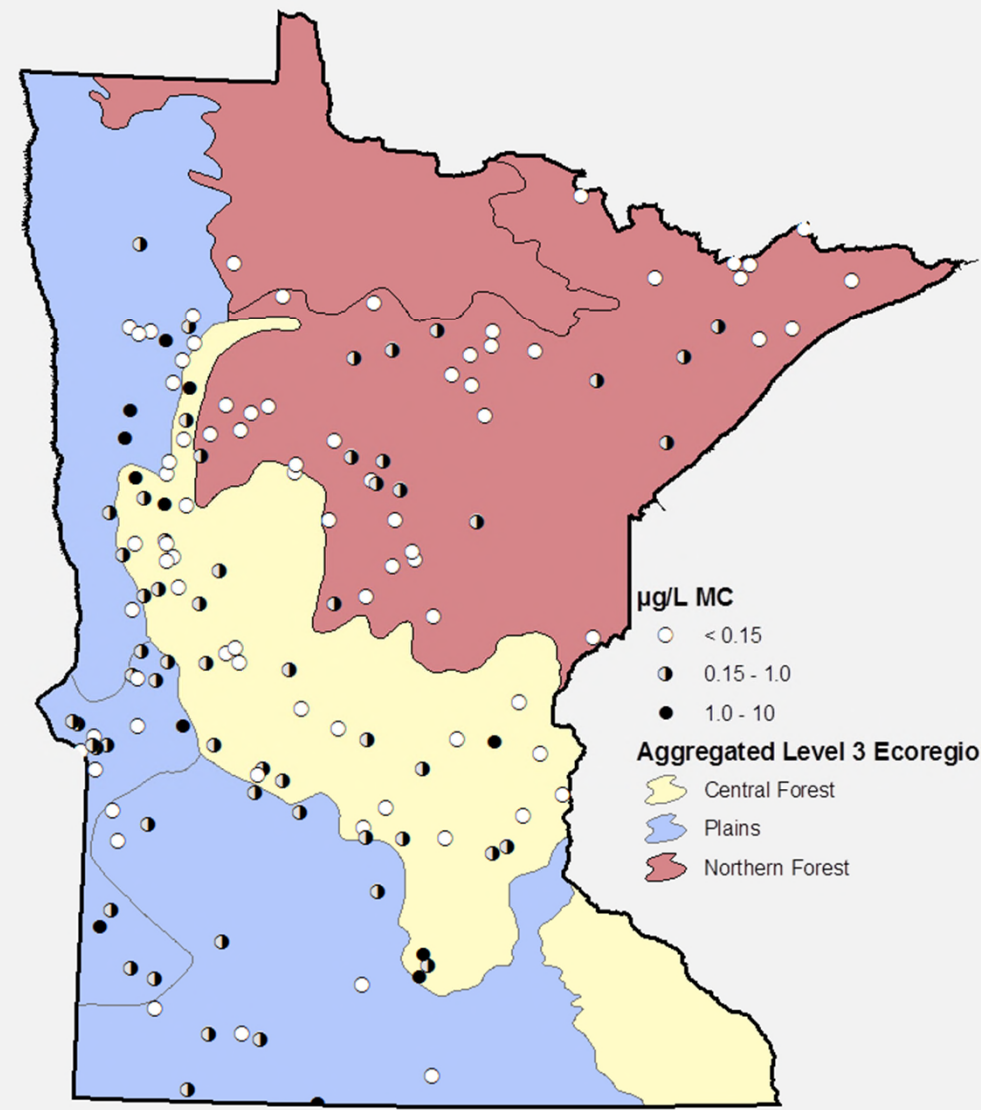 µg/L MC
< 0.15
0.15 - 1.0
1.0 - 10
Aggregated Level 3 Ecoregio
Central Forest
Plains
Northern Forest